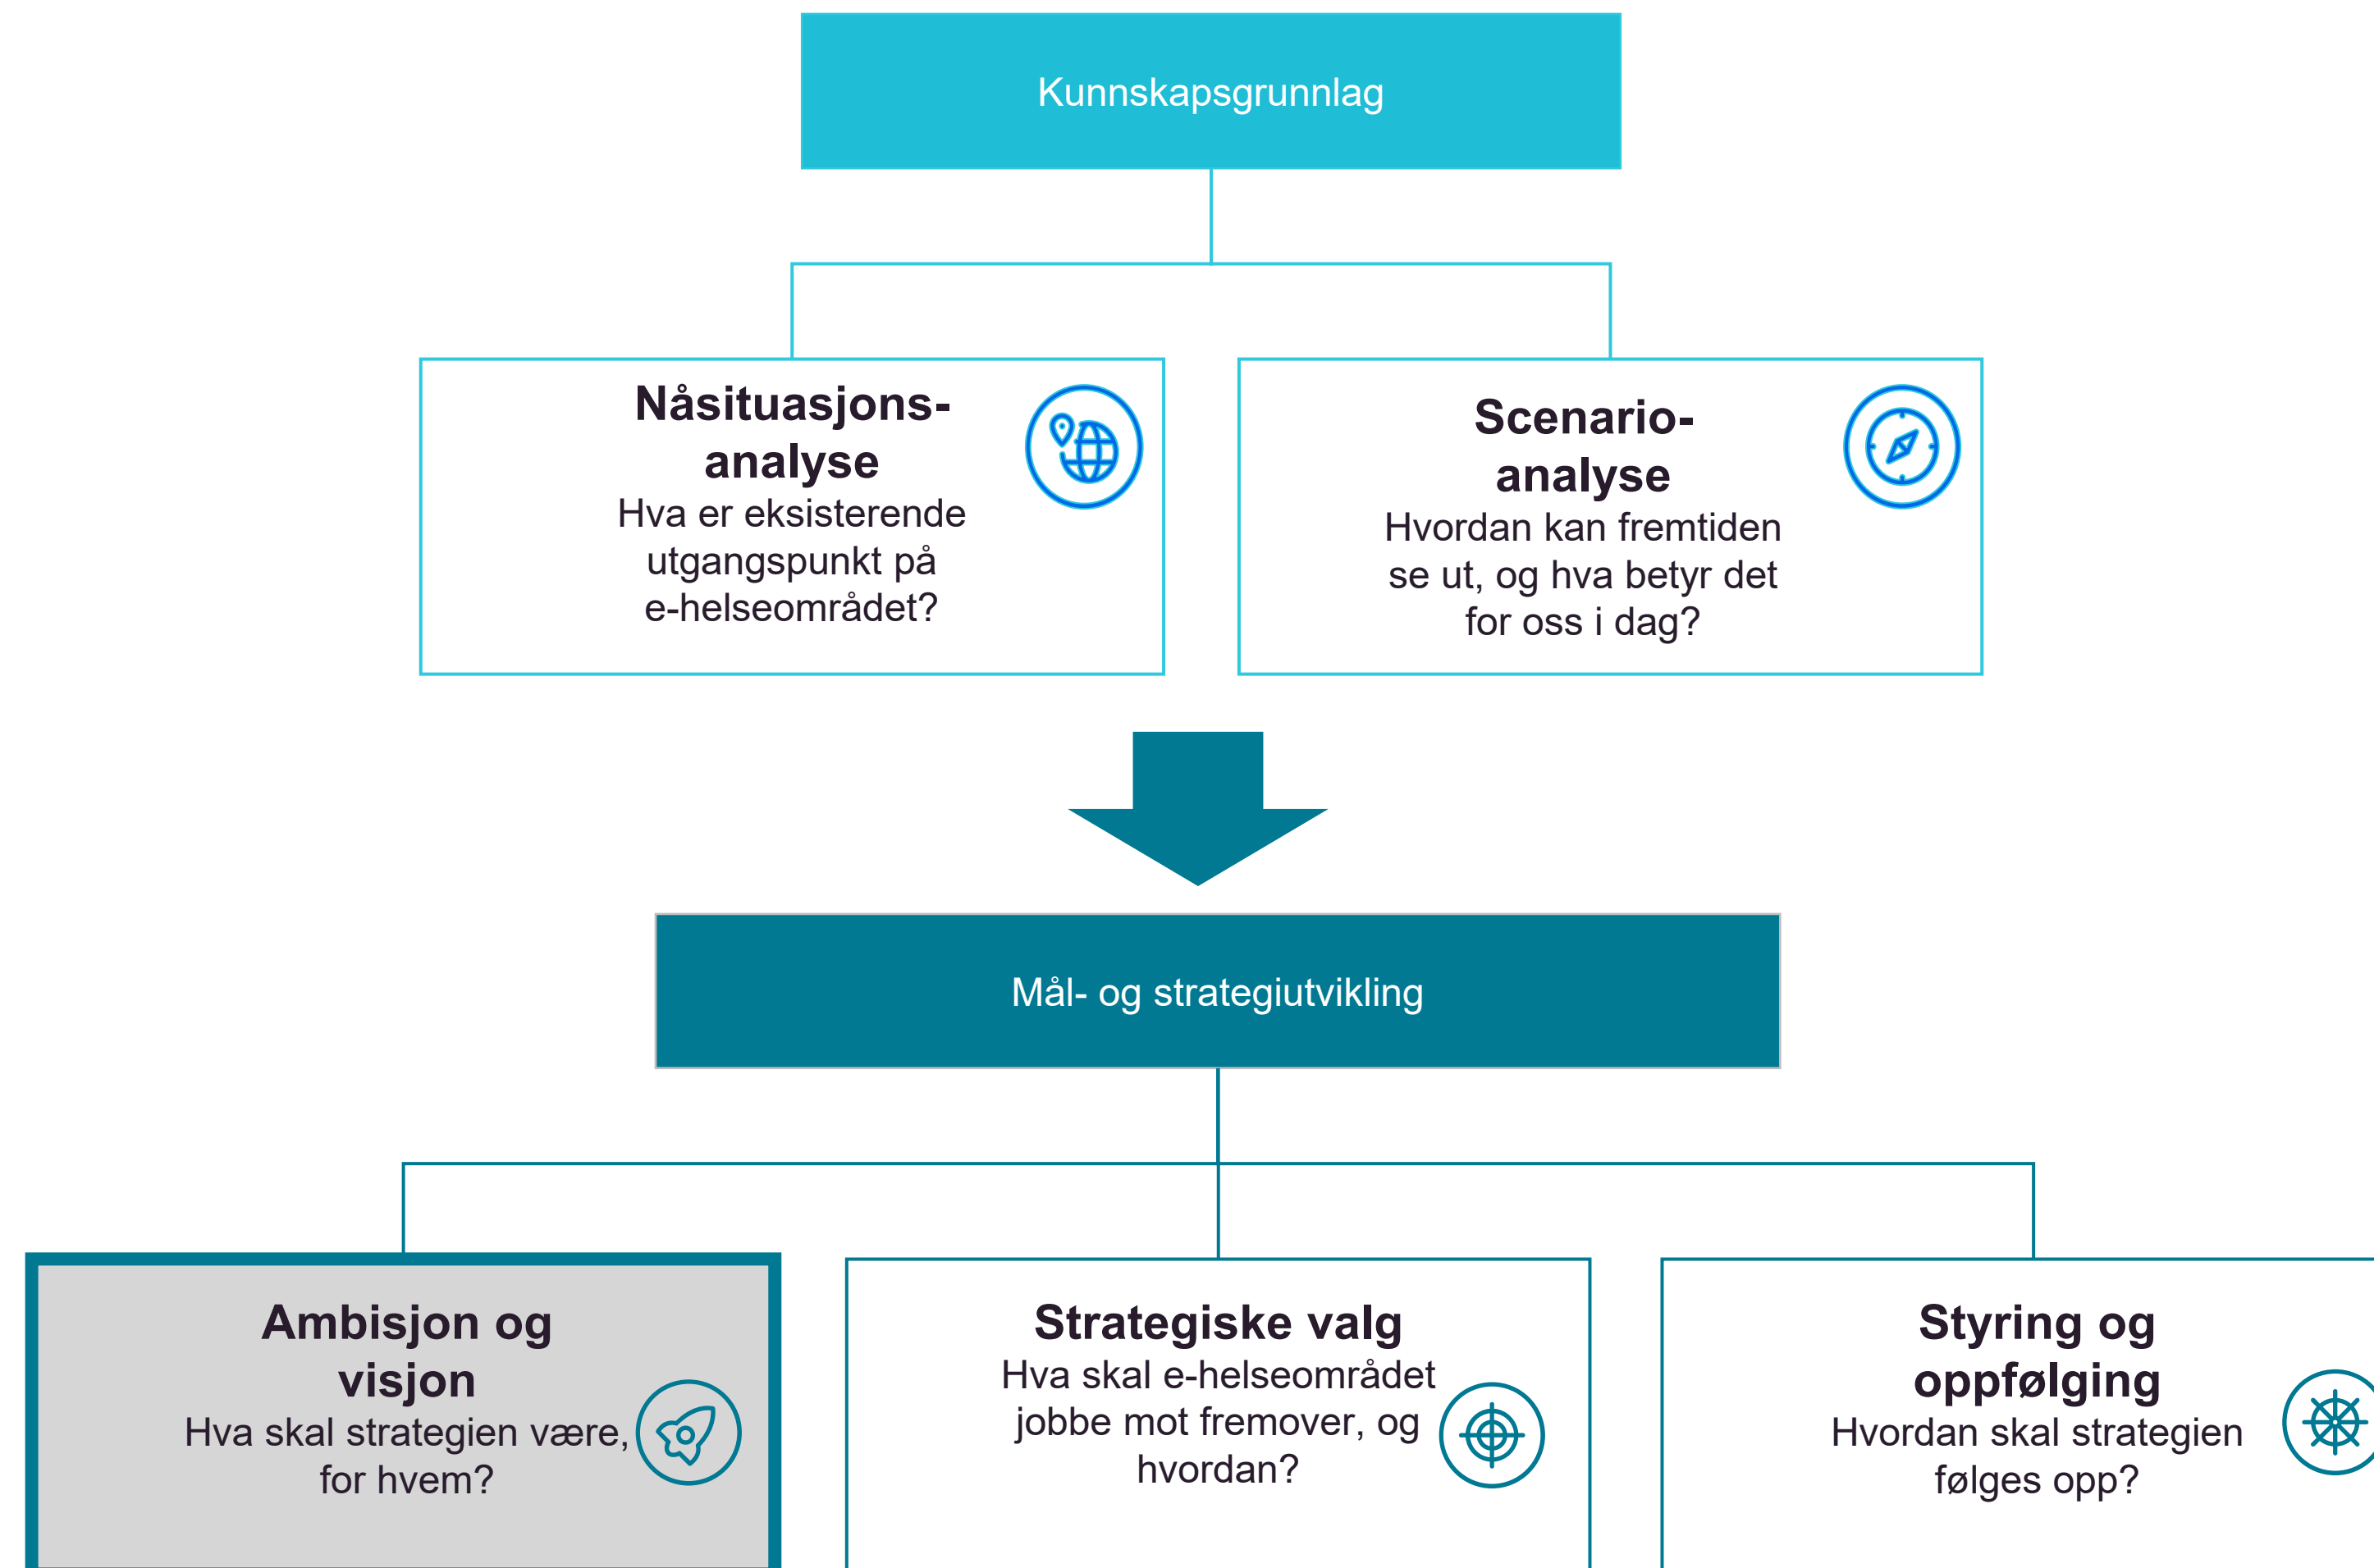 Kunnskapsgrunnlag
Nåsituasjons-
analyse
Hva er eksisterende
utgangspunkt på
e-helseområdet?
Scenario-
analyse
Hvordan kan fremtiden
se ut, og hva betyr det
for oss i dag?
Mål- og strategiutvikling
Ambisjon og
visjon
Hva skal strategien være,
for hvem?
Strategiske valg
Hva skal e-helseområdet
jobbe mot fremover, og
hvordan?
Styring og
oppfølging
Hvordan skal strategien
følges opp?